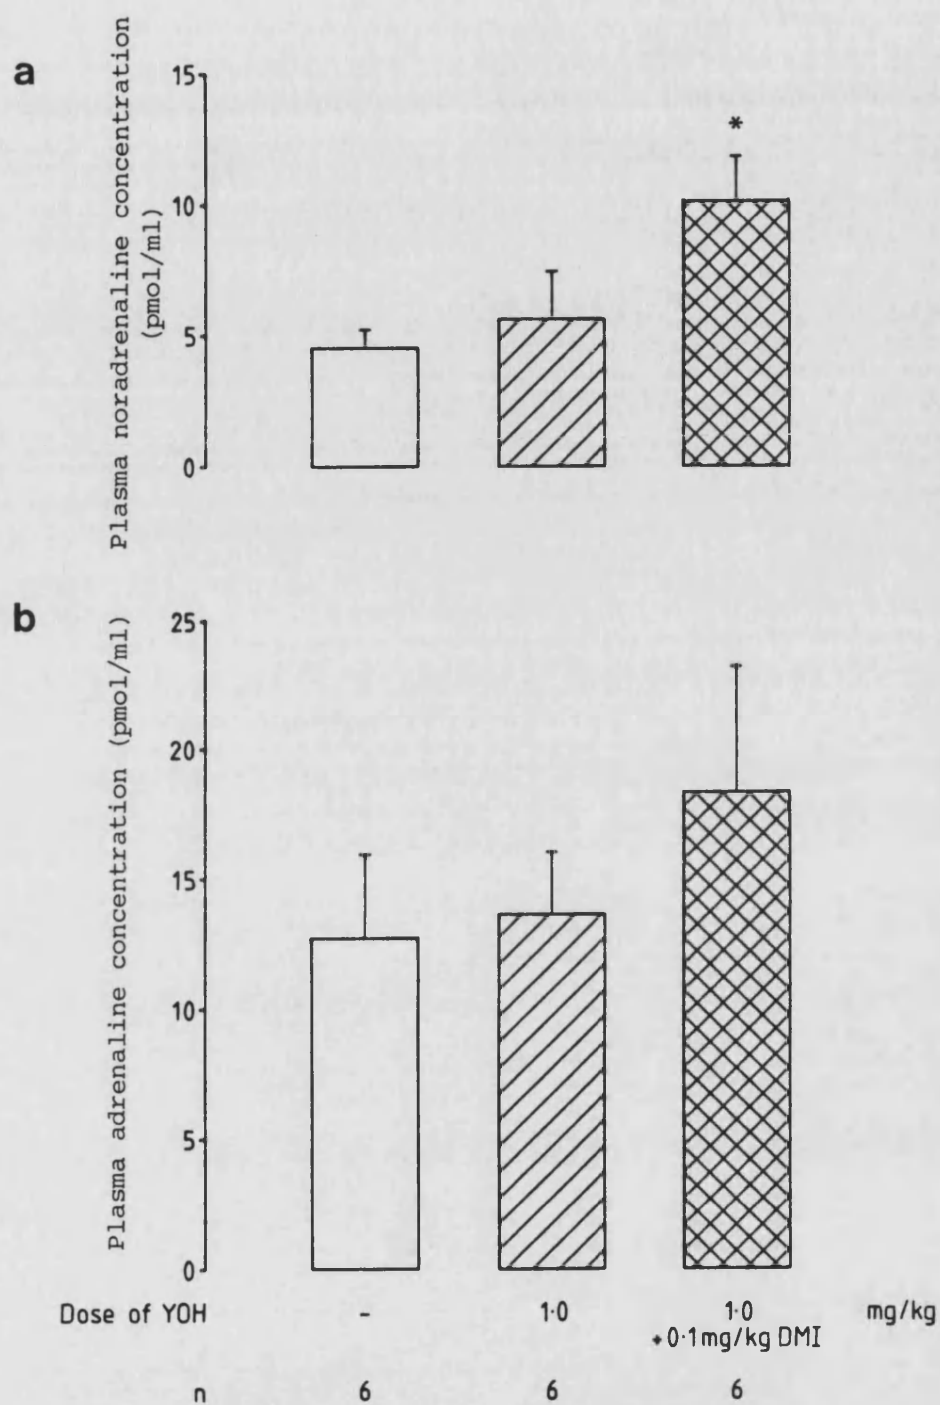 a
Plasma noradrenaline concentration
(pmol/ml)
15
*
10
5
0
b
Plasma adrenaline concentration (pmol/ml)
25
20
15
10
5
0
Dose of YOH - 1·0 1·0 mg/kg
+0·1mg/kg DMI
n 6 6 6